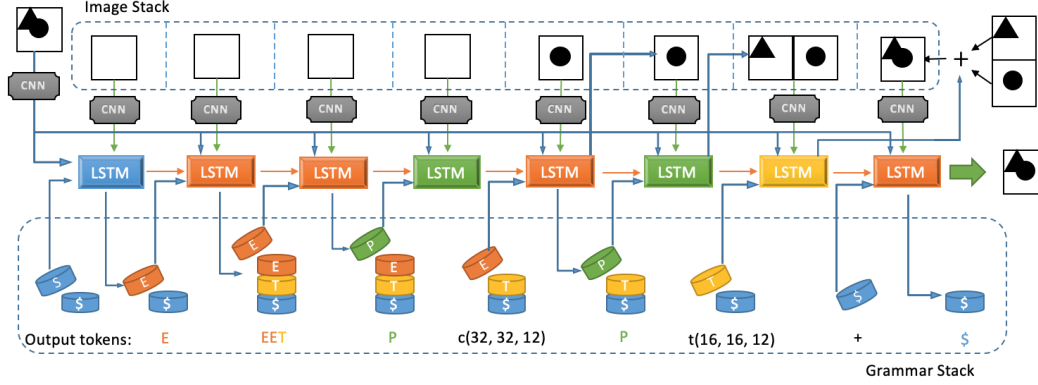 Image Stack
CNN
CNN CNN CNN CNN CNN CNN CNN CNN
+
LSTM LSTM LSTM LSTM LSTM LSTM LSTM LSTM
S $ E $ E E T $ P E T $ E T $ P T $ T $ $ $
Output tokens: E EET P c(32, 32, 12) P t(16, 16, 12) + $
Grammar Stack